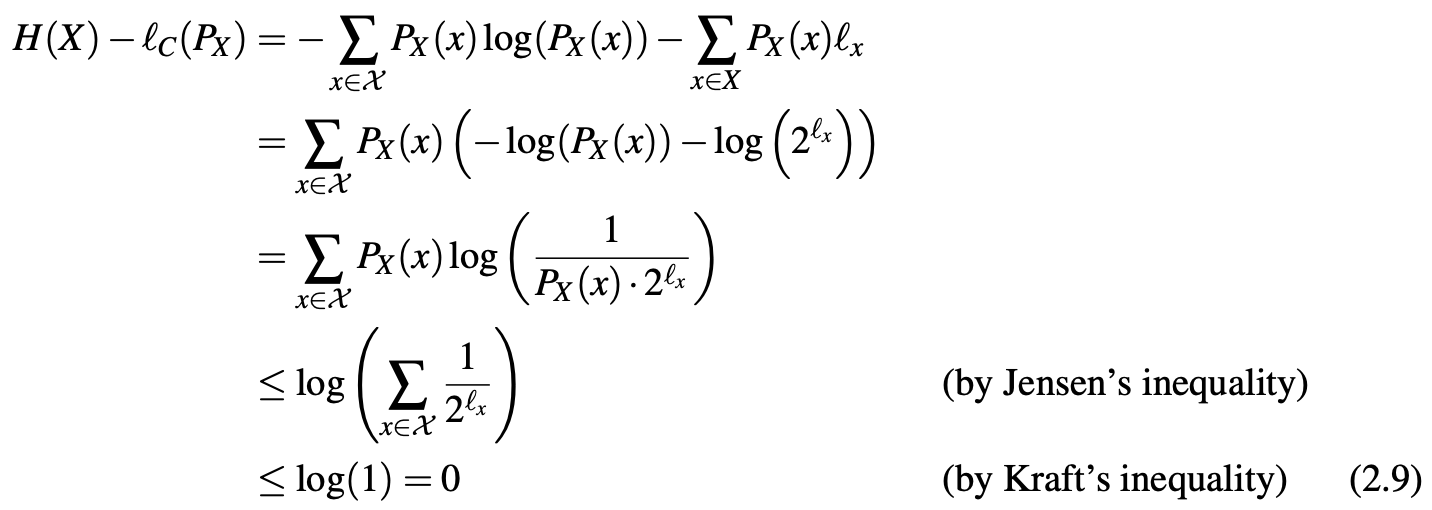 H(X) − ℓ_C(P_X) = − ∑_{x∈𝒳} P_X(x) log(P_X(x)) − ∑_{x∈X} P_X(x)ℓ_x
= ∑_{x∈𝒳} P_X(x) (−log(P_X(x)) − log(2^{ℓ_x}))
= ∑_{x∈𝒳} P_X(x) log(1 / (P_X(x) · 2^{ℓ_x}))
≤ log(∑_{x∈𝒳} 1 / 2^{ℓ_x}) (by Jensen’s inequality)
≤ log(1) = 0 (by Kraft’s inequality) (2.9)